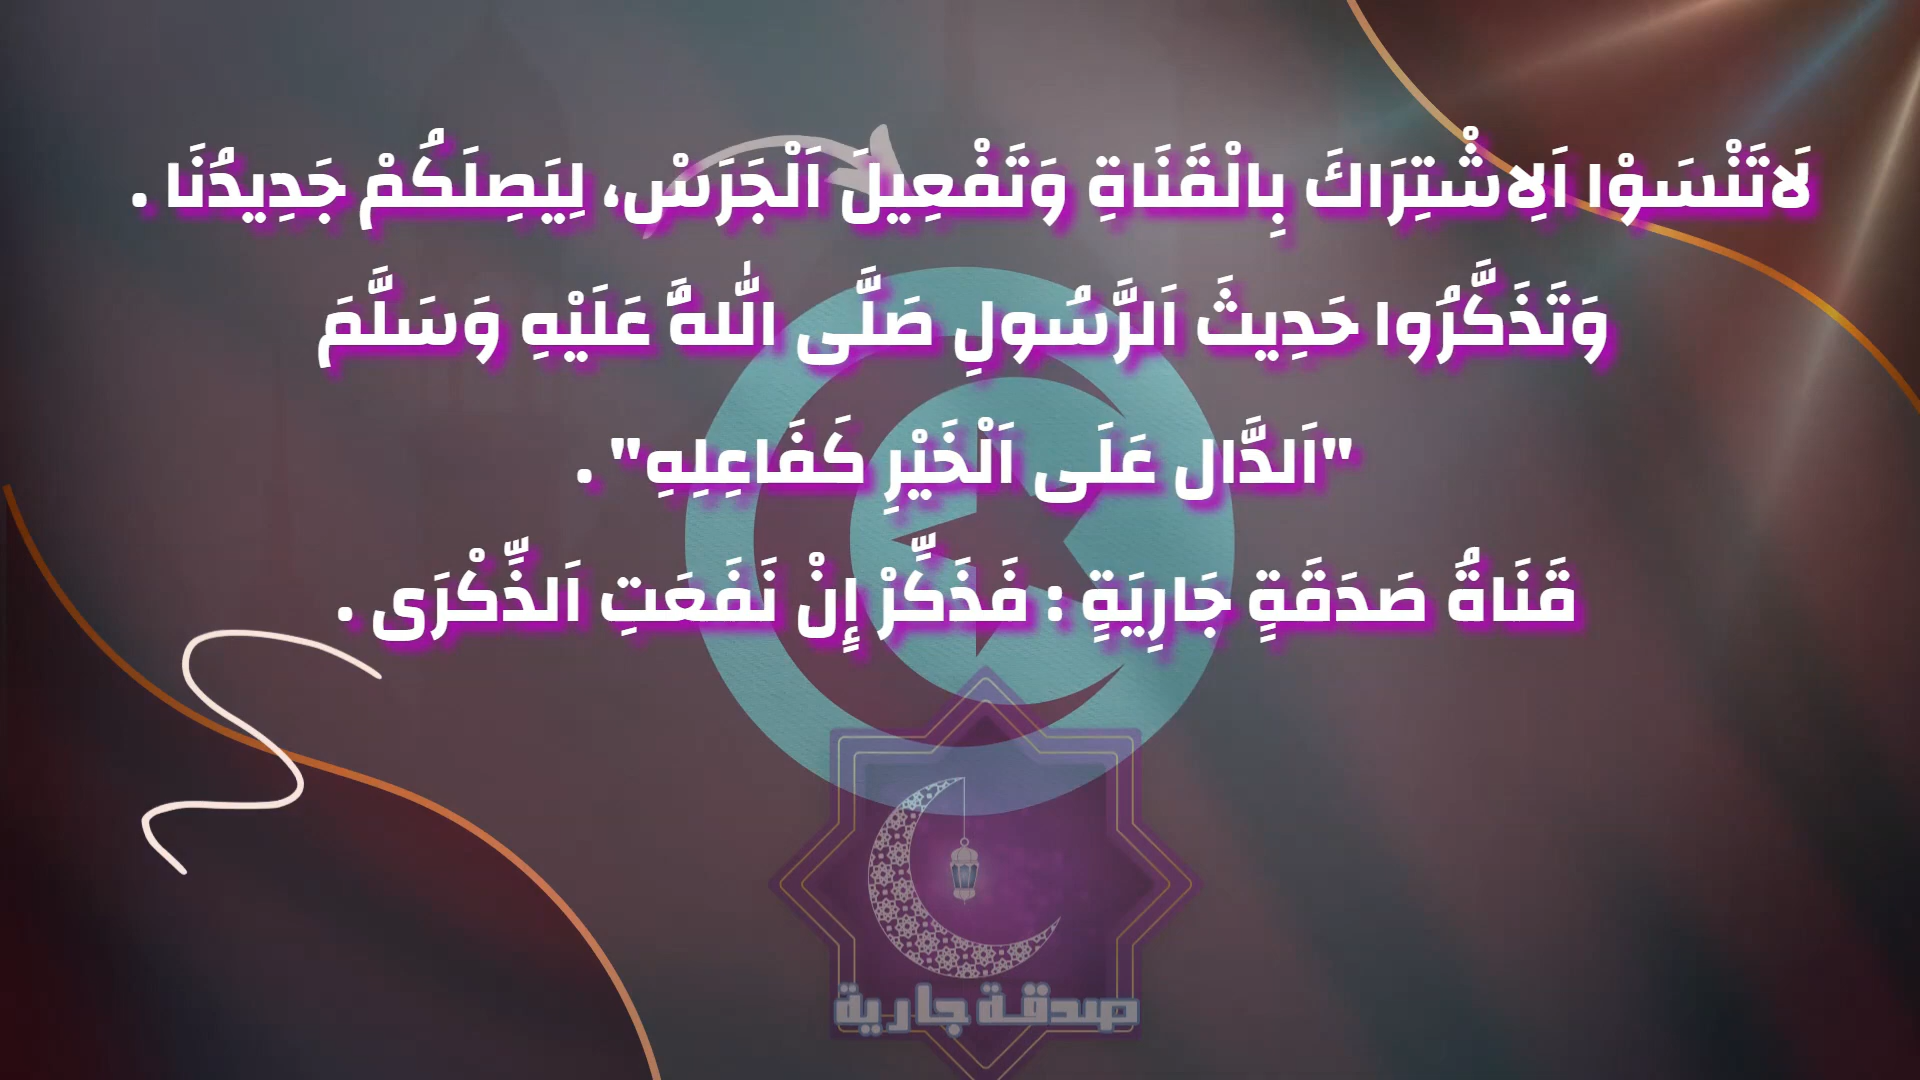 لَاتَنْسَوْا اَلِاشْتِرَاكَ بِالْقَنَاةِ وَتَفْعِيلَ اَلْجَرَسْ، لِيَصِلَكُمْ جَدِيدُنَا .
وَتَذَكَّرُوا حَدِيثَ اَلرَّسُولِ صَلَّى اللَّهُ عَلَيْهِ وَسَلَّمَ
"اَلدَّال عَلَى اَلْخَيْرِ كَفَاعِلِهِ" .
قَنَاةُ صَدَقَةٍ جَارِيَةٍ : فَذَكِّرْ إِنْ نَفَعَتِ اَلذِّكْرَى .
صدقة جارية